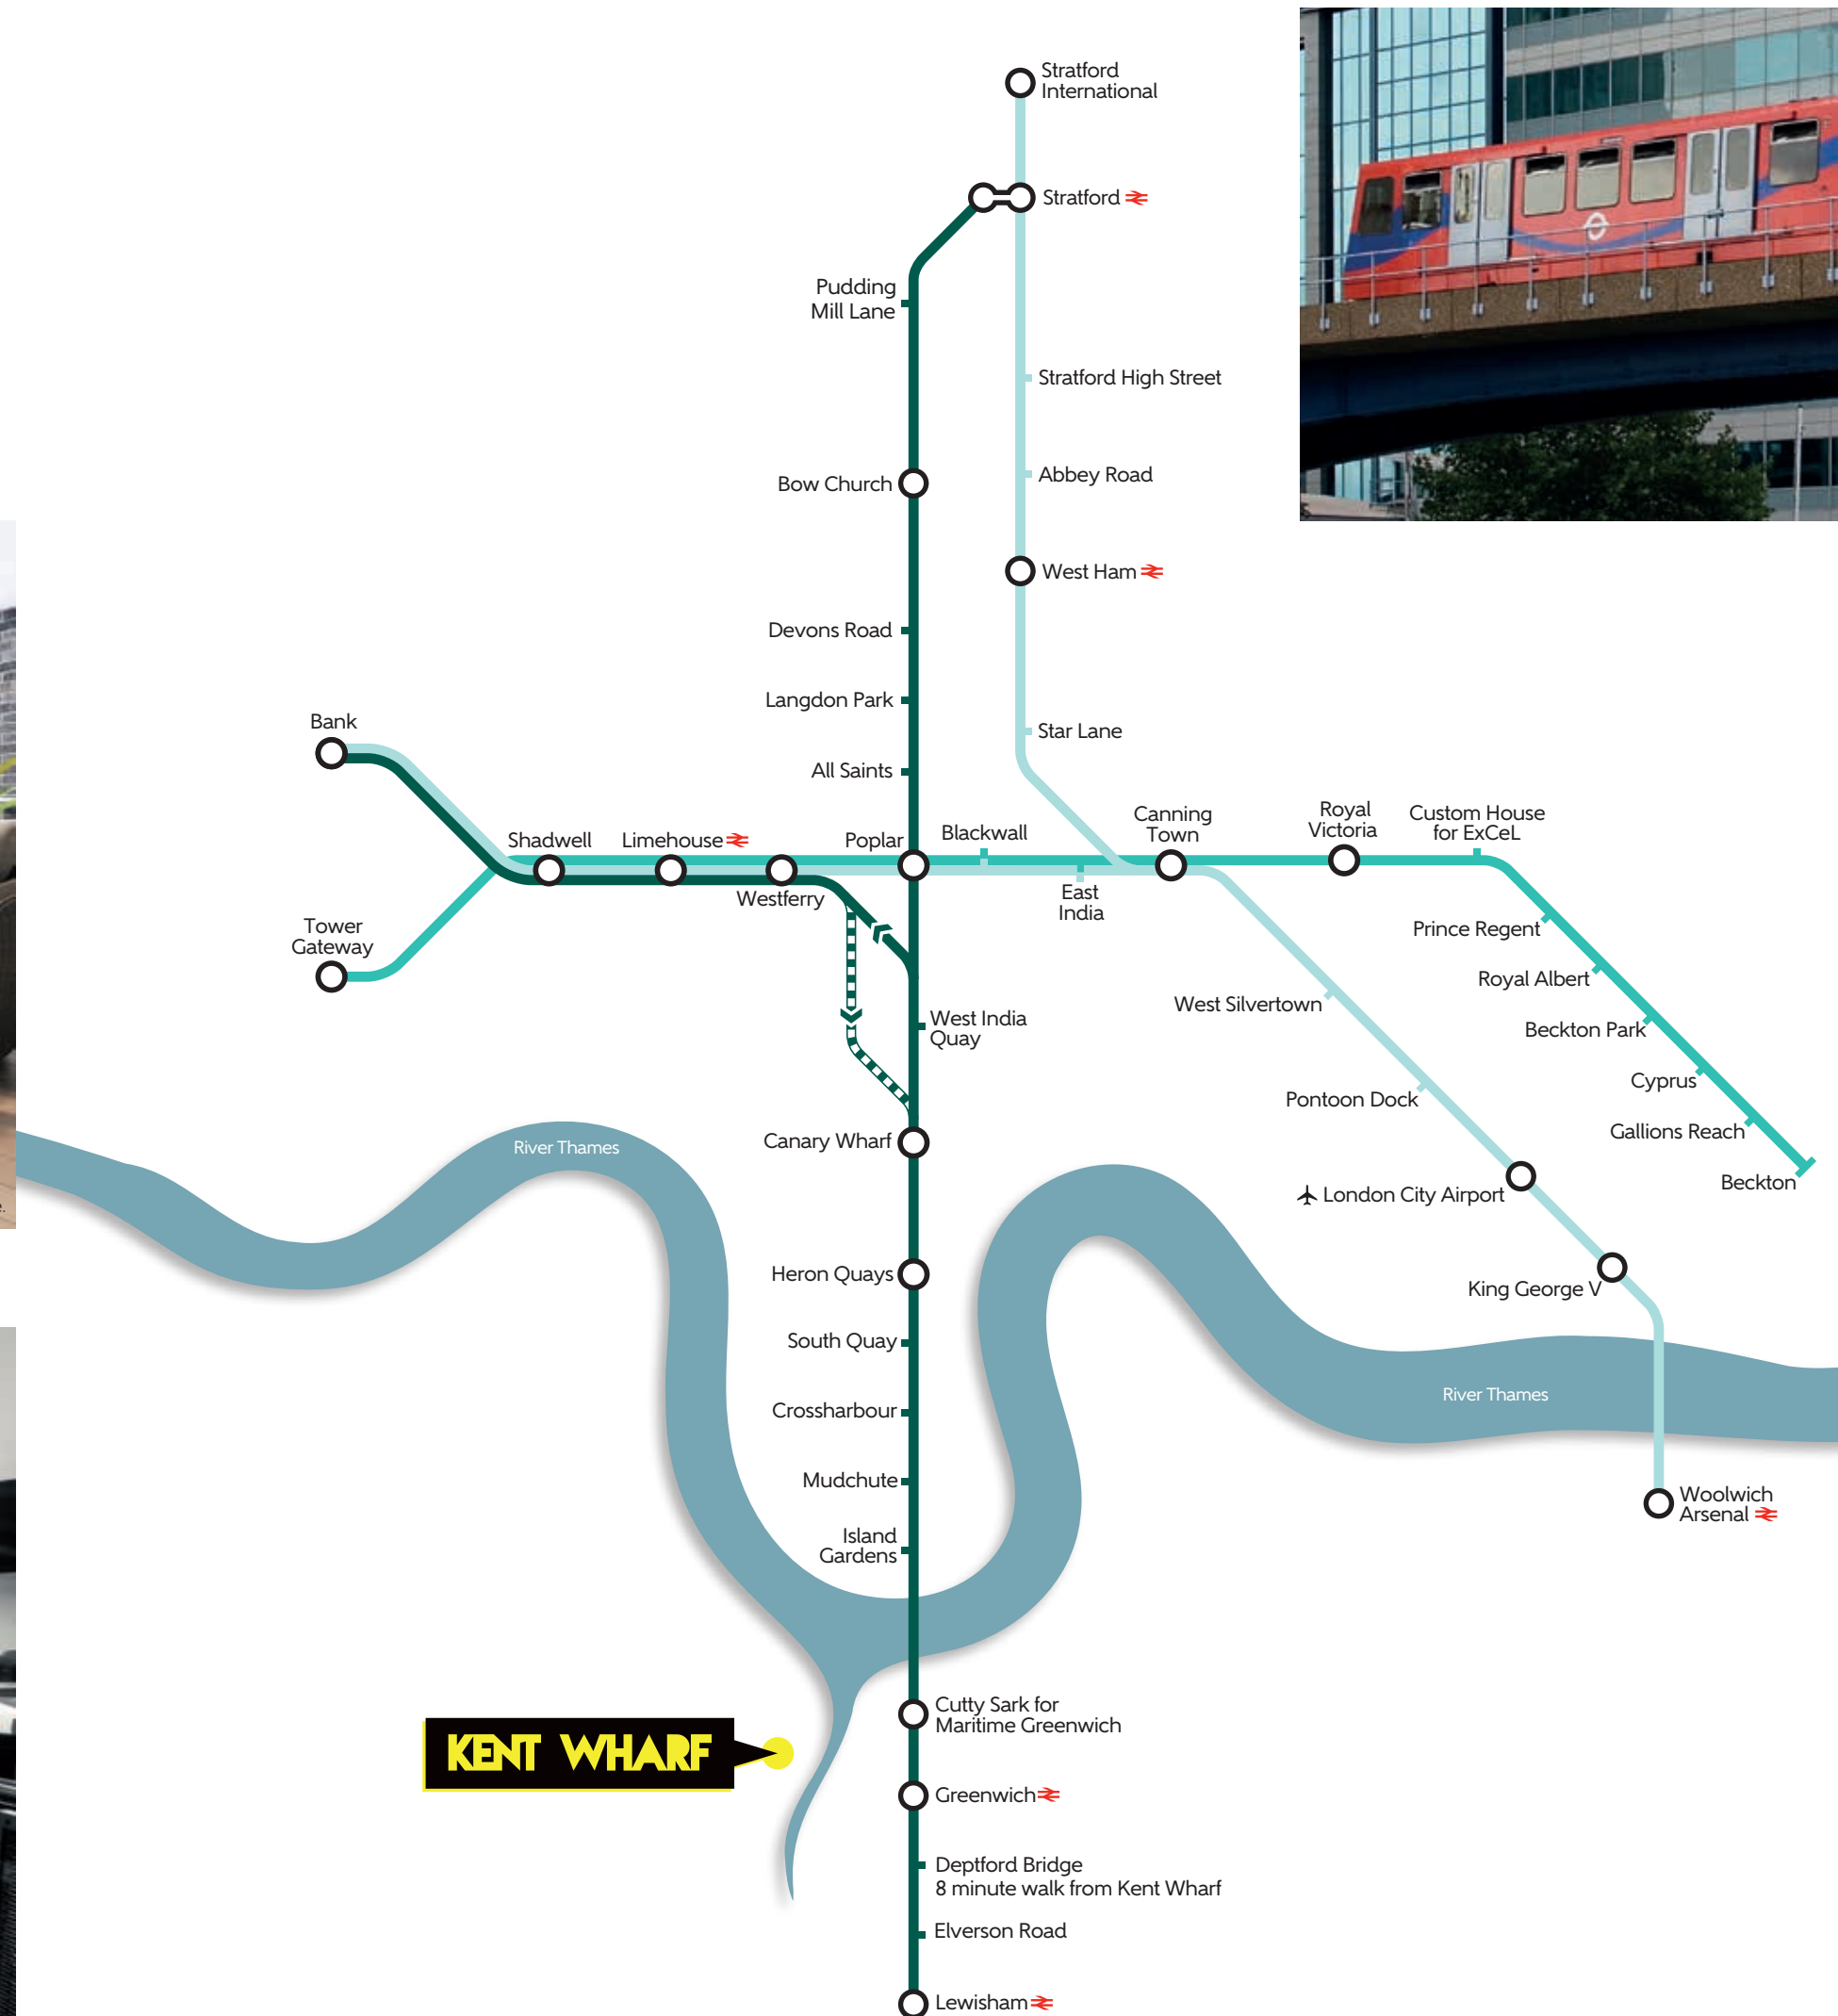 Stratford
International
Stratford
Pudding
Mill Lane
Stratford High Street
Abbey Road
Bow Church
West Ham
Devons Road
Langdon Park
Bank
Star Lane
All Saints
Shadwell
Limehouse
Westferry
Poplar
Blackwall
East
India
Canning
Town
Royal
Victoria
Custom House
for ExCeL
Tower
Gateway
Prince Regent
Royal Albert
West Silvertown
West India
Quay
Beckton Park
Cyprus
Pontoon Dock
Gallions Reach
Canary Wharf
River Thames
Beckton
London City Airport
Heron Quays
King George V
South Quay
River Thames
Crossharbour
Mudchute
Woolwich
Arsenal
Island
Gardens
Cutty Sark for
Maritime Greenwich
KENT WHARF
Greenwich
Deptford Bridge
8 minute walk from Kent Wharf
Elverson Road
Lewisham